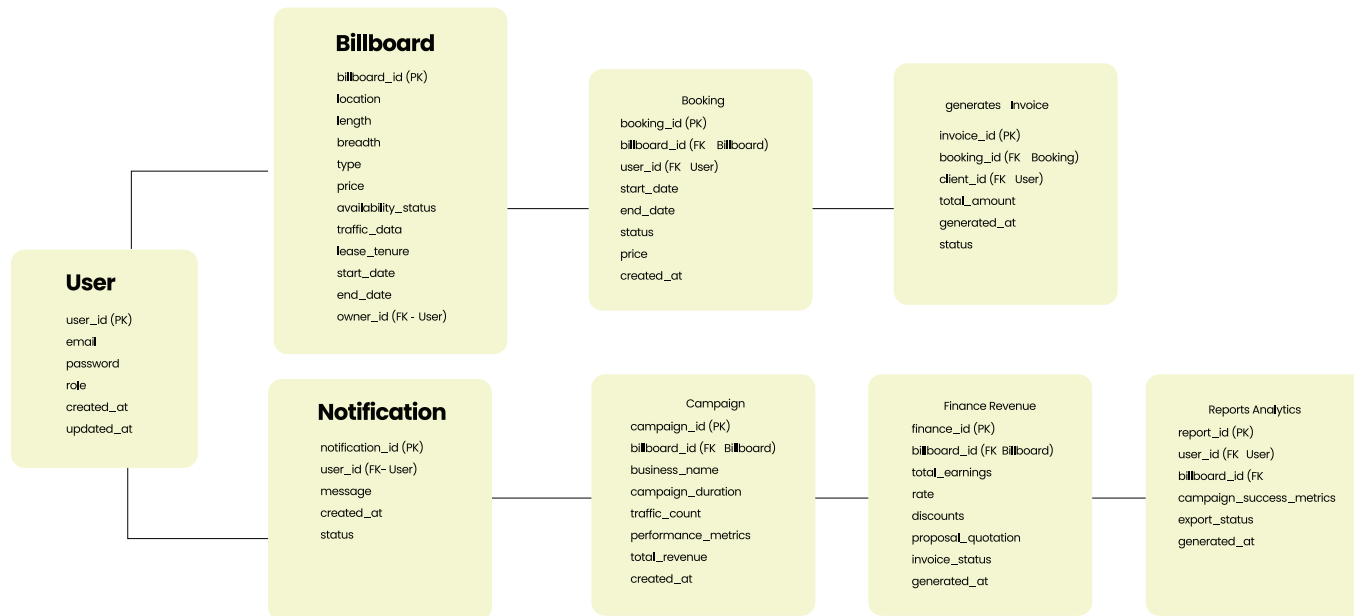 User
user_id (PK)
email
password
role
created_at
updated_at
Billboard
billboard_id (PK)
location
length
breadth
type
price
availability_status
traffic_data
lease_tenure
start_date
end_date
owner_id (FK - User)
Booking
booking_id (PK)
billboard_id (FK Billboard)
user_id (FK User)
start_date
end_date
status
price
created_at
generates Invoice
invoice_id (PK)
booking_id (FK Booking)
client_id (FK User)
total_amount
generated_at
status
Notification
notification_id (PK)
user_id (FK- User)
message
created_at
status
Campaign
campaign_id (PK)
billboard_id (FK Billboard)
business_name
campaign_duration
traffic_count
performance_metrics
total_revenue
created_at
Finance Revenue
finance_id (PK)
billboard_id (FK Billboard)
total_earnings
rate
discounts
proposal_quotation
invoice_status
generated_at
Reports Analytics
report_id (PK)
user_id (FK User)
billboard_id (FK
campaign_success_metrics
export_status
generated_at